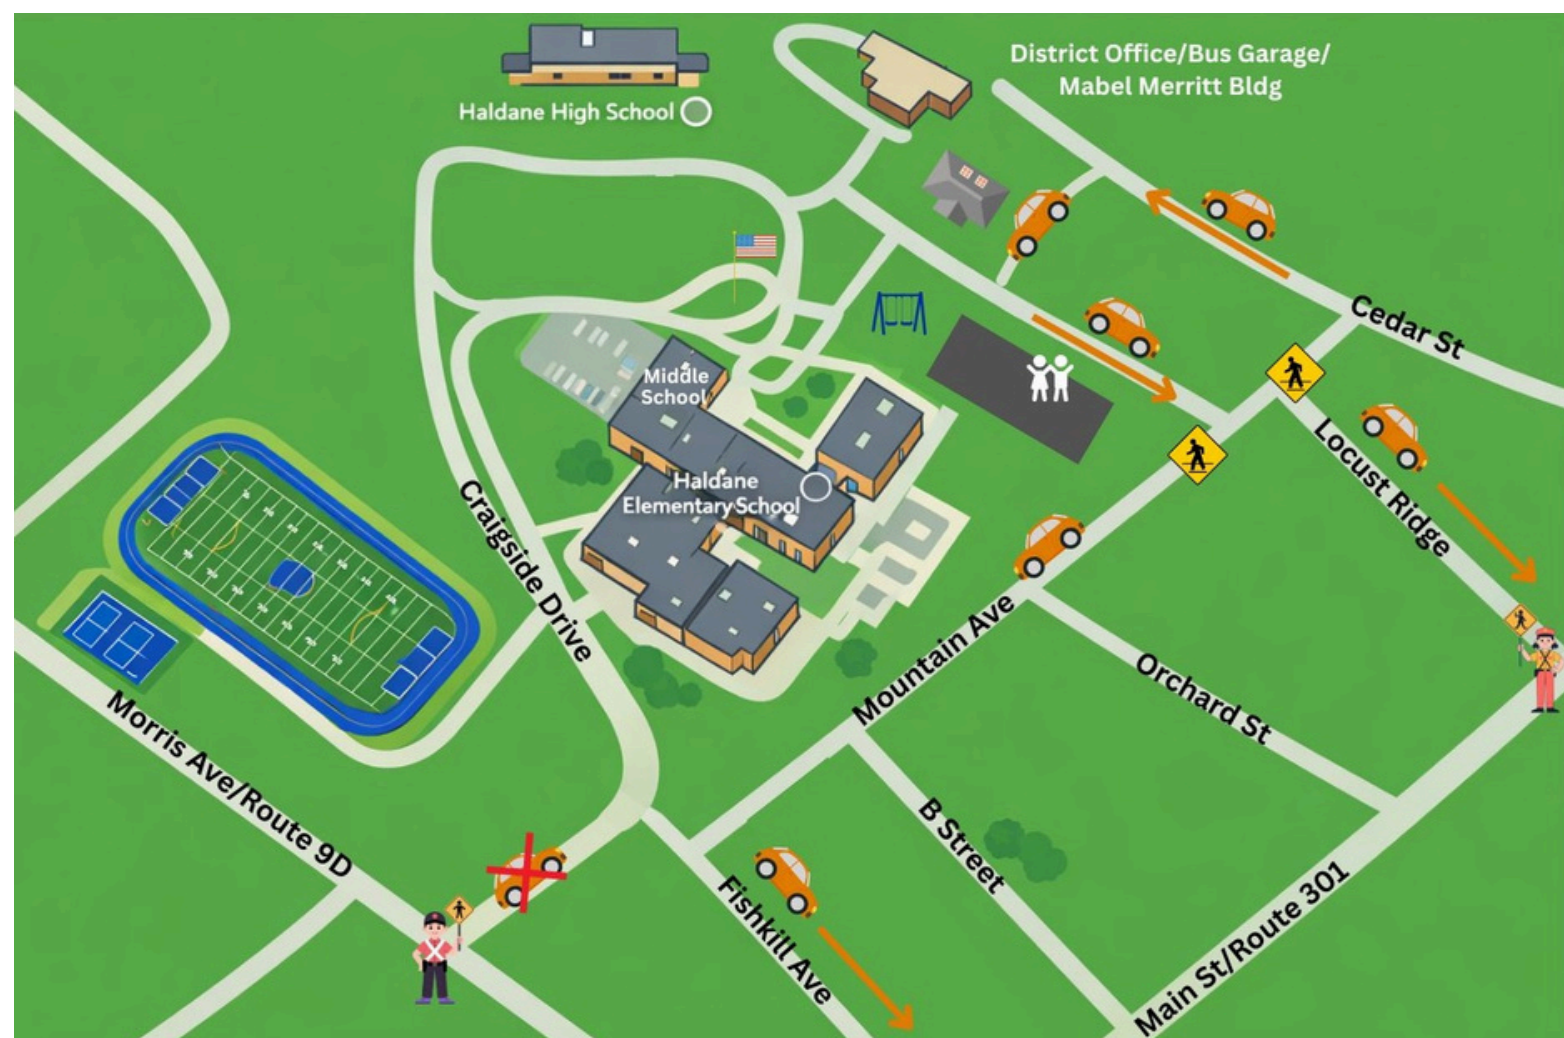 District Office/Bus Garage/
Mabel Merritt Bldg
Haldane High School
Cedar St
Middle
School
Locust Ridge
Haldane
Elementary School
Craigside Drive
Mountain Ave
Orchard St
Morris Ave/Route 9D
B Street
Fishkill Ave
Main St/Route 301